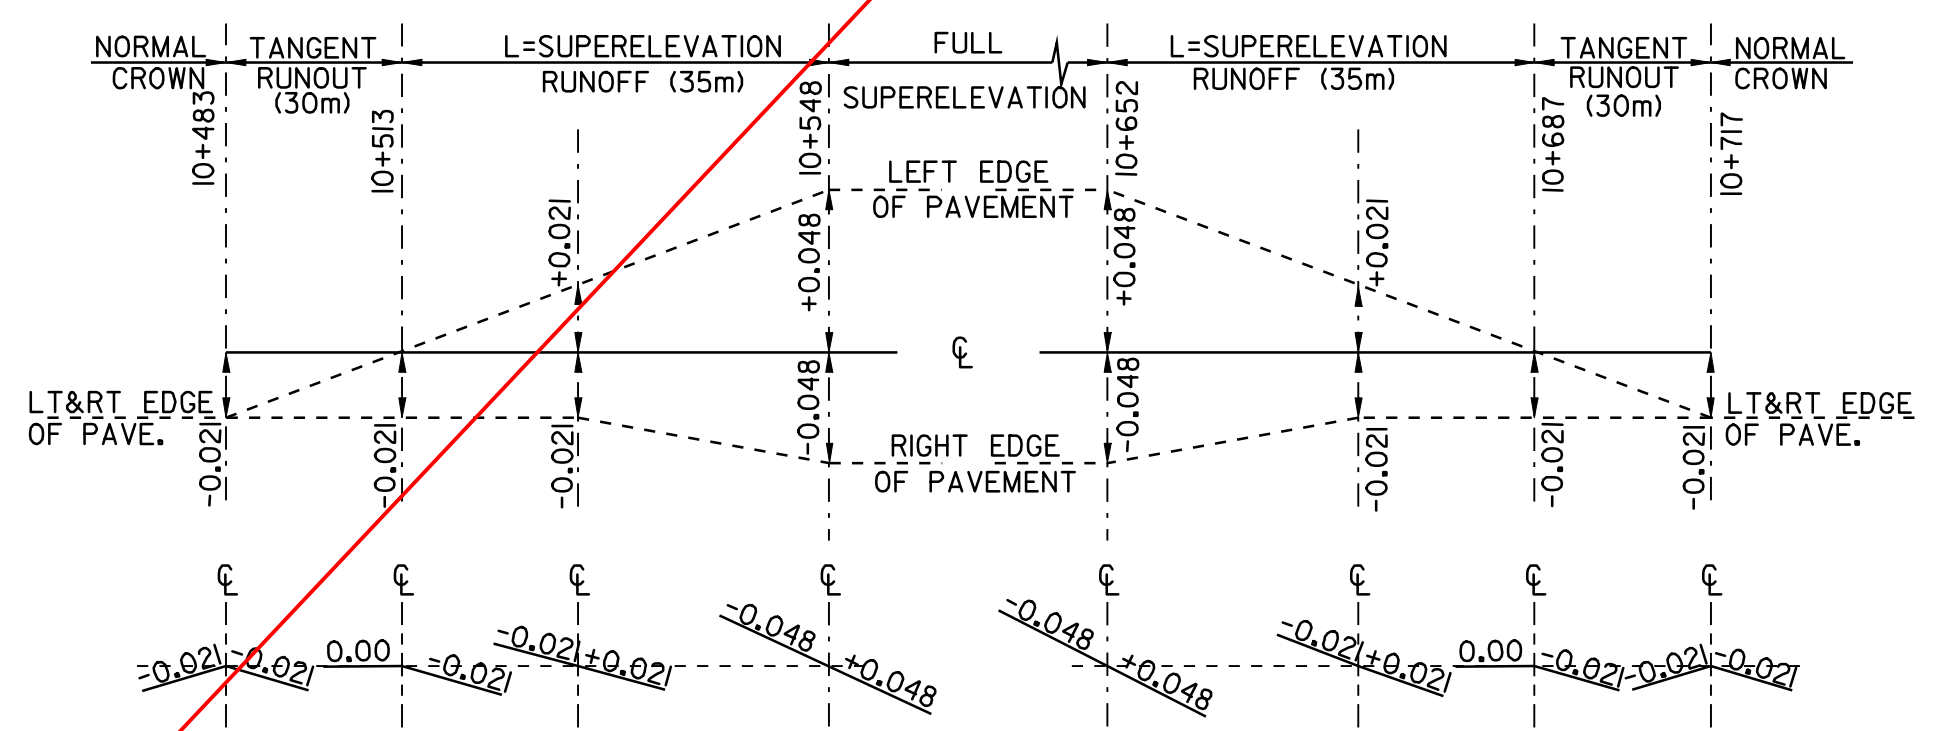 NORMAL
CROWN
TANGENT
RUNOUT
(30m)
L=SUPERELEVATION
RUNOFF (35m)
FULL
SUPERELEVATION
L=SUPERELEVATION
RUNOFF (35m)
TANGENT
RUNOUT
(30m)
NORMAL
CROWN
10+483
10+513
10+548
10+652
10+687
10+717
LEFT EDGE
OF PAVEMENT
+0.021
+0.048
+0.048
+0.021
℄
LT&RT EDGE
OF PAVE.
-0.021
-0.021
-0.021
-0.048
RIGHT EDGE
OF PAVEMENT
-0.048
-0.021
-0.021
-0.021
LT&RT EDGE
OF PAVE.
℄ ℄ ℄ ℄ ℄ ℄ ℄ ℄
-0.021 -0.021
0.00 -0.021
-0.021 +0.021
-0.048 +0.048
-0.048 +0.048
-0.021 +0.021
0.00 -0.021
-0.021 -0.021